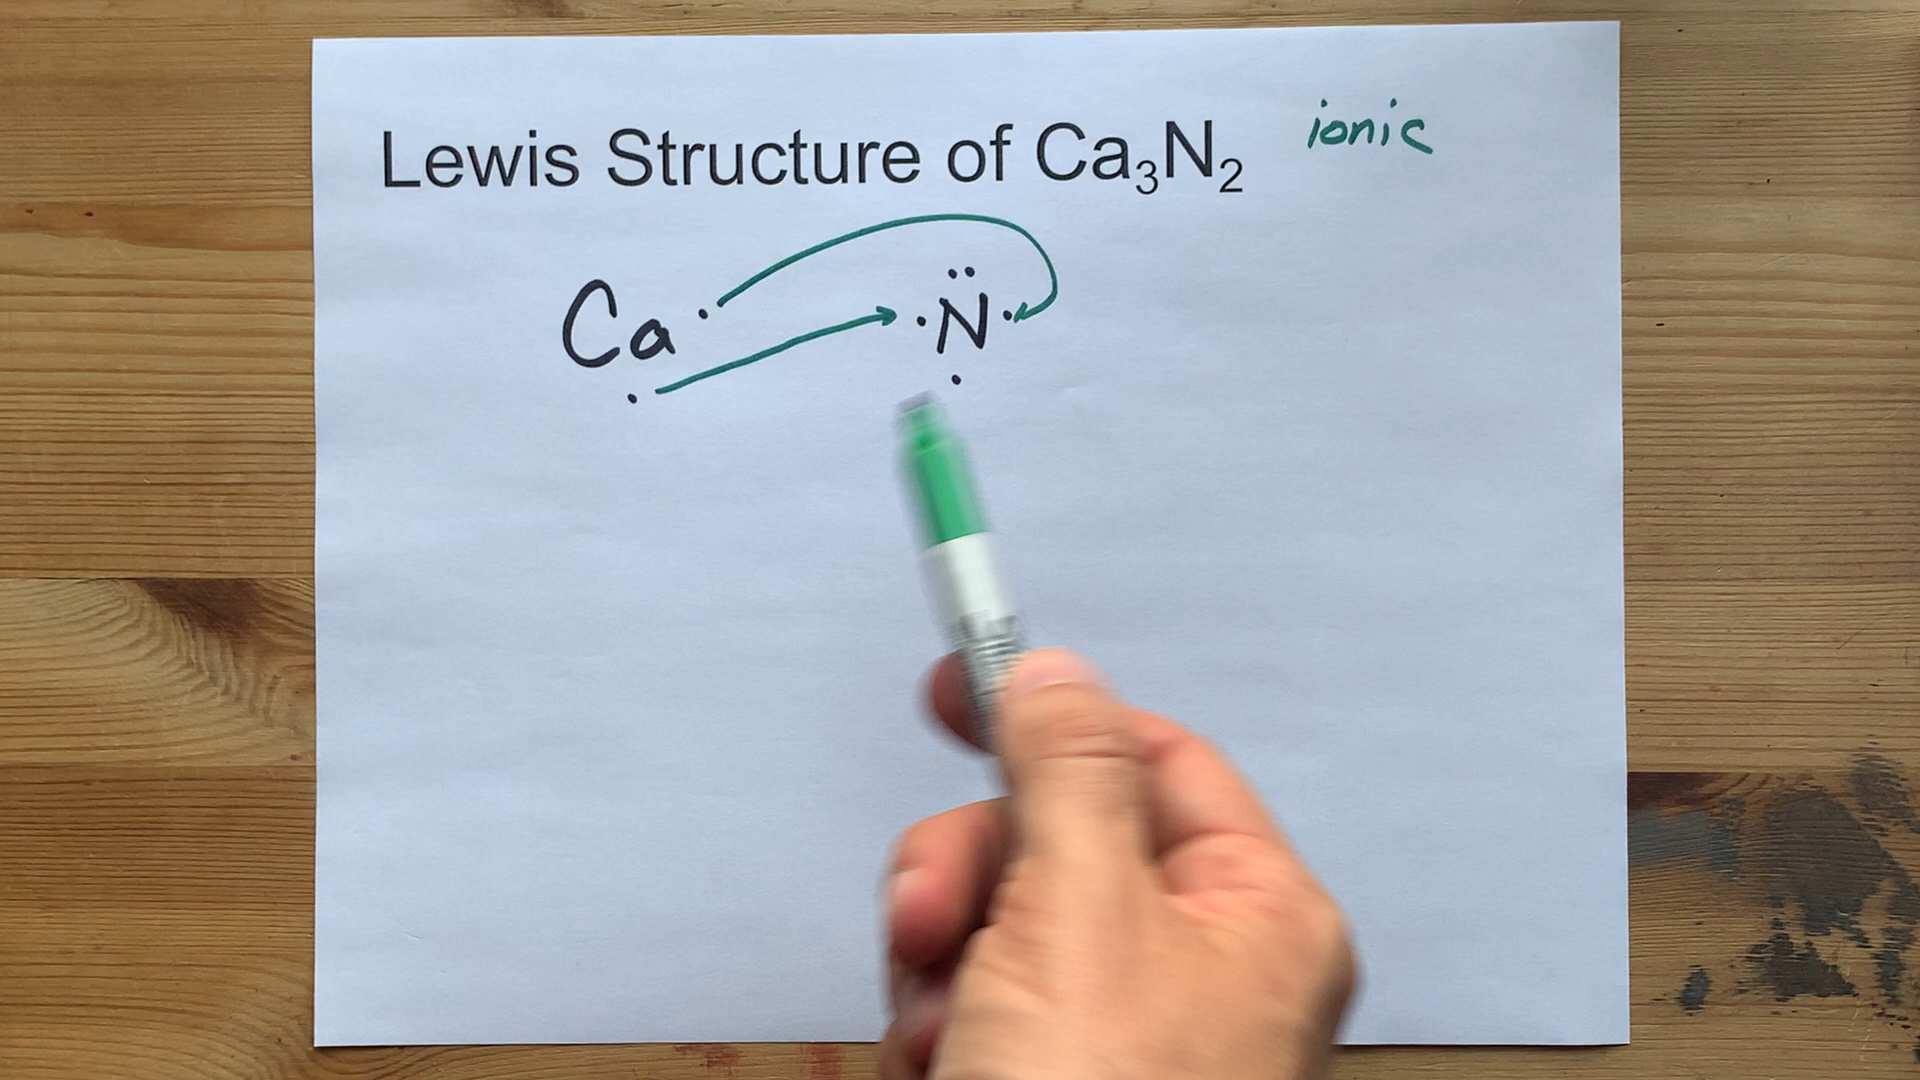 Lewis Structure of Ca₃N₂ ionic
Ca N